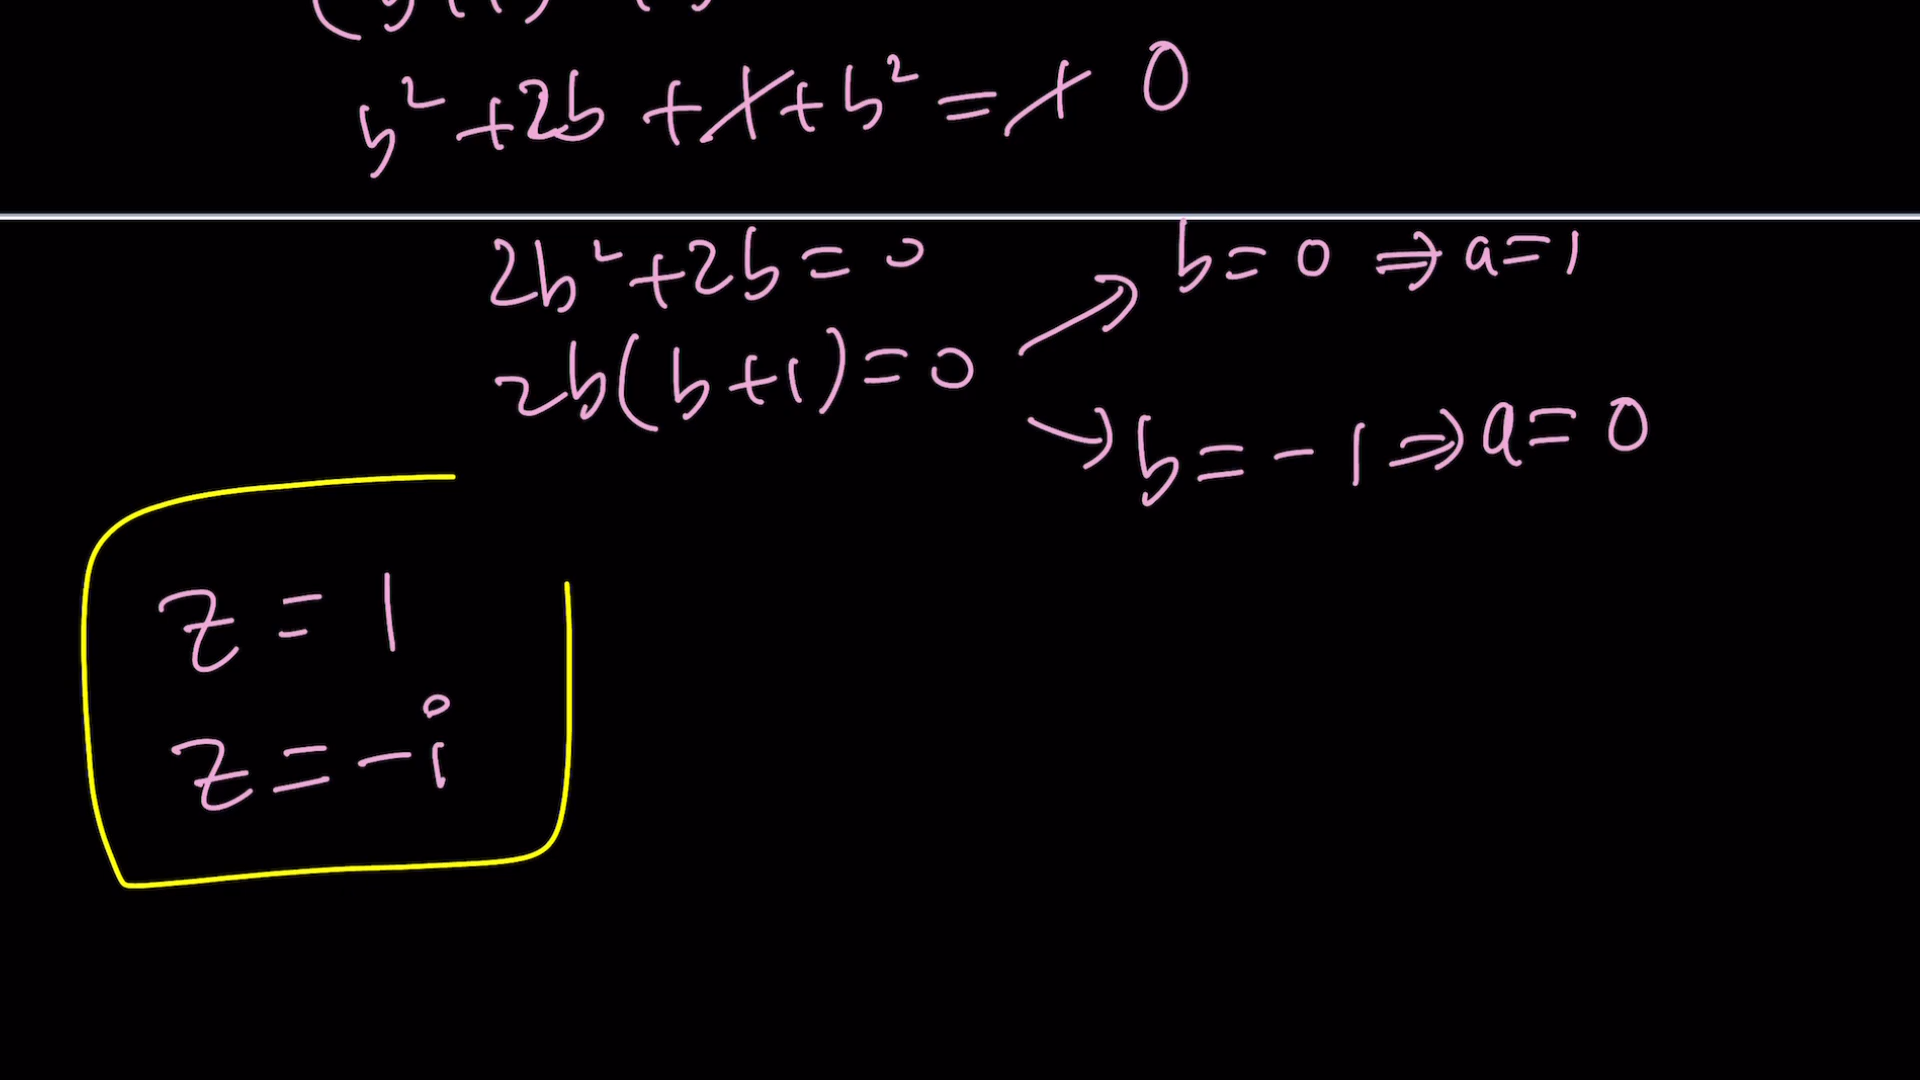 b² + 2b + 1 + b² = 1 0
2b² + 2b = 0
2b(b+1) = 0
b = 0 ⇒ a = 1
b = -1 ⇒ a = 0
z = 1
z = -i